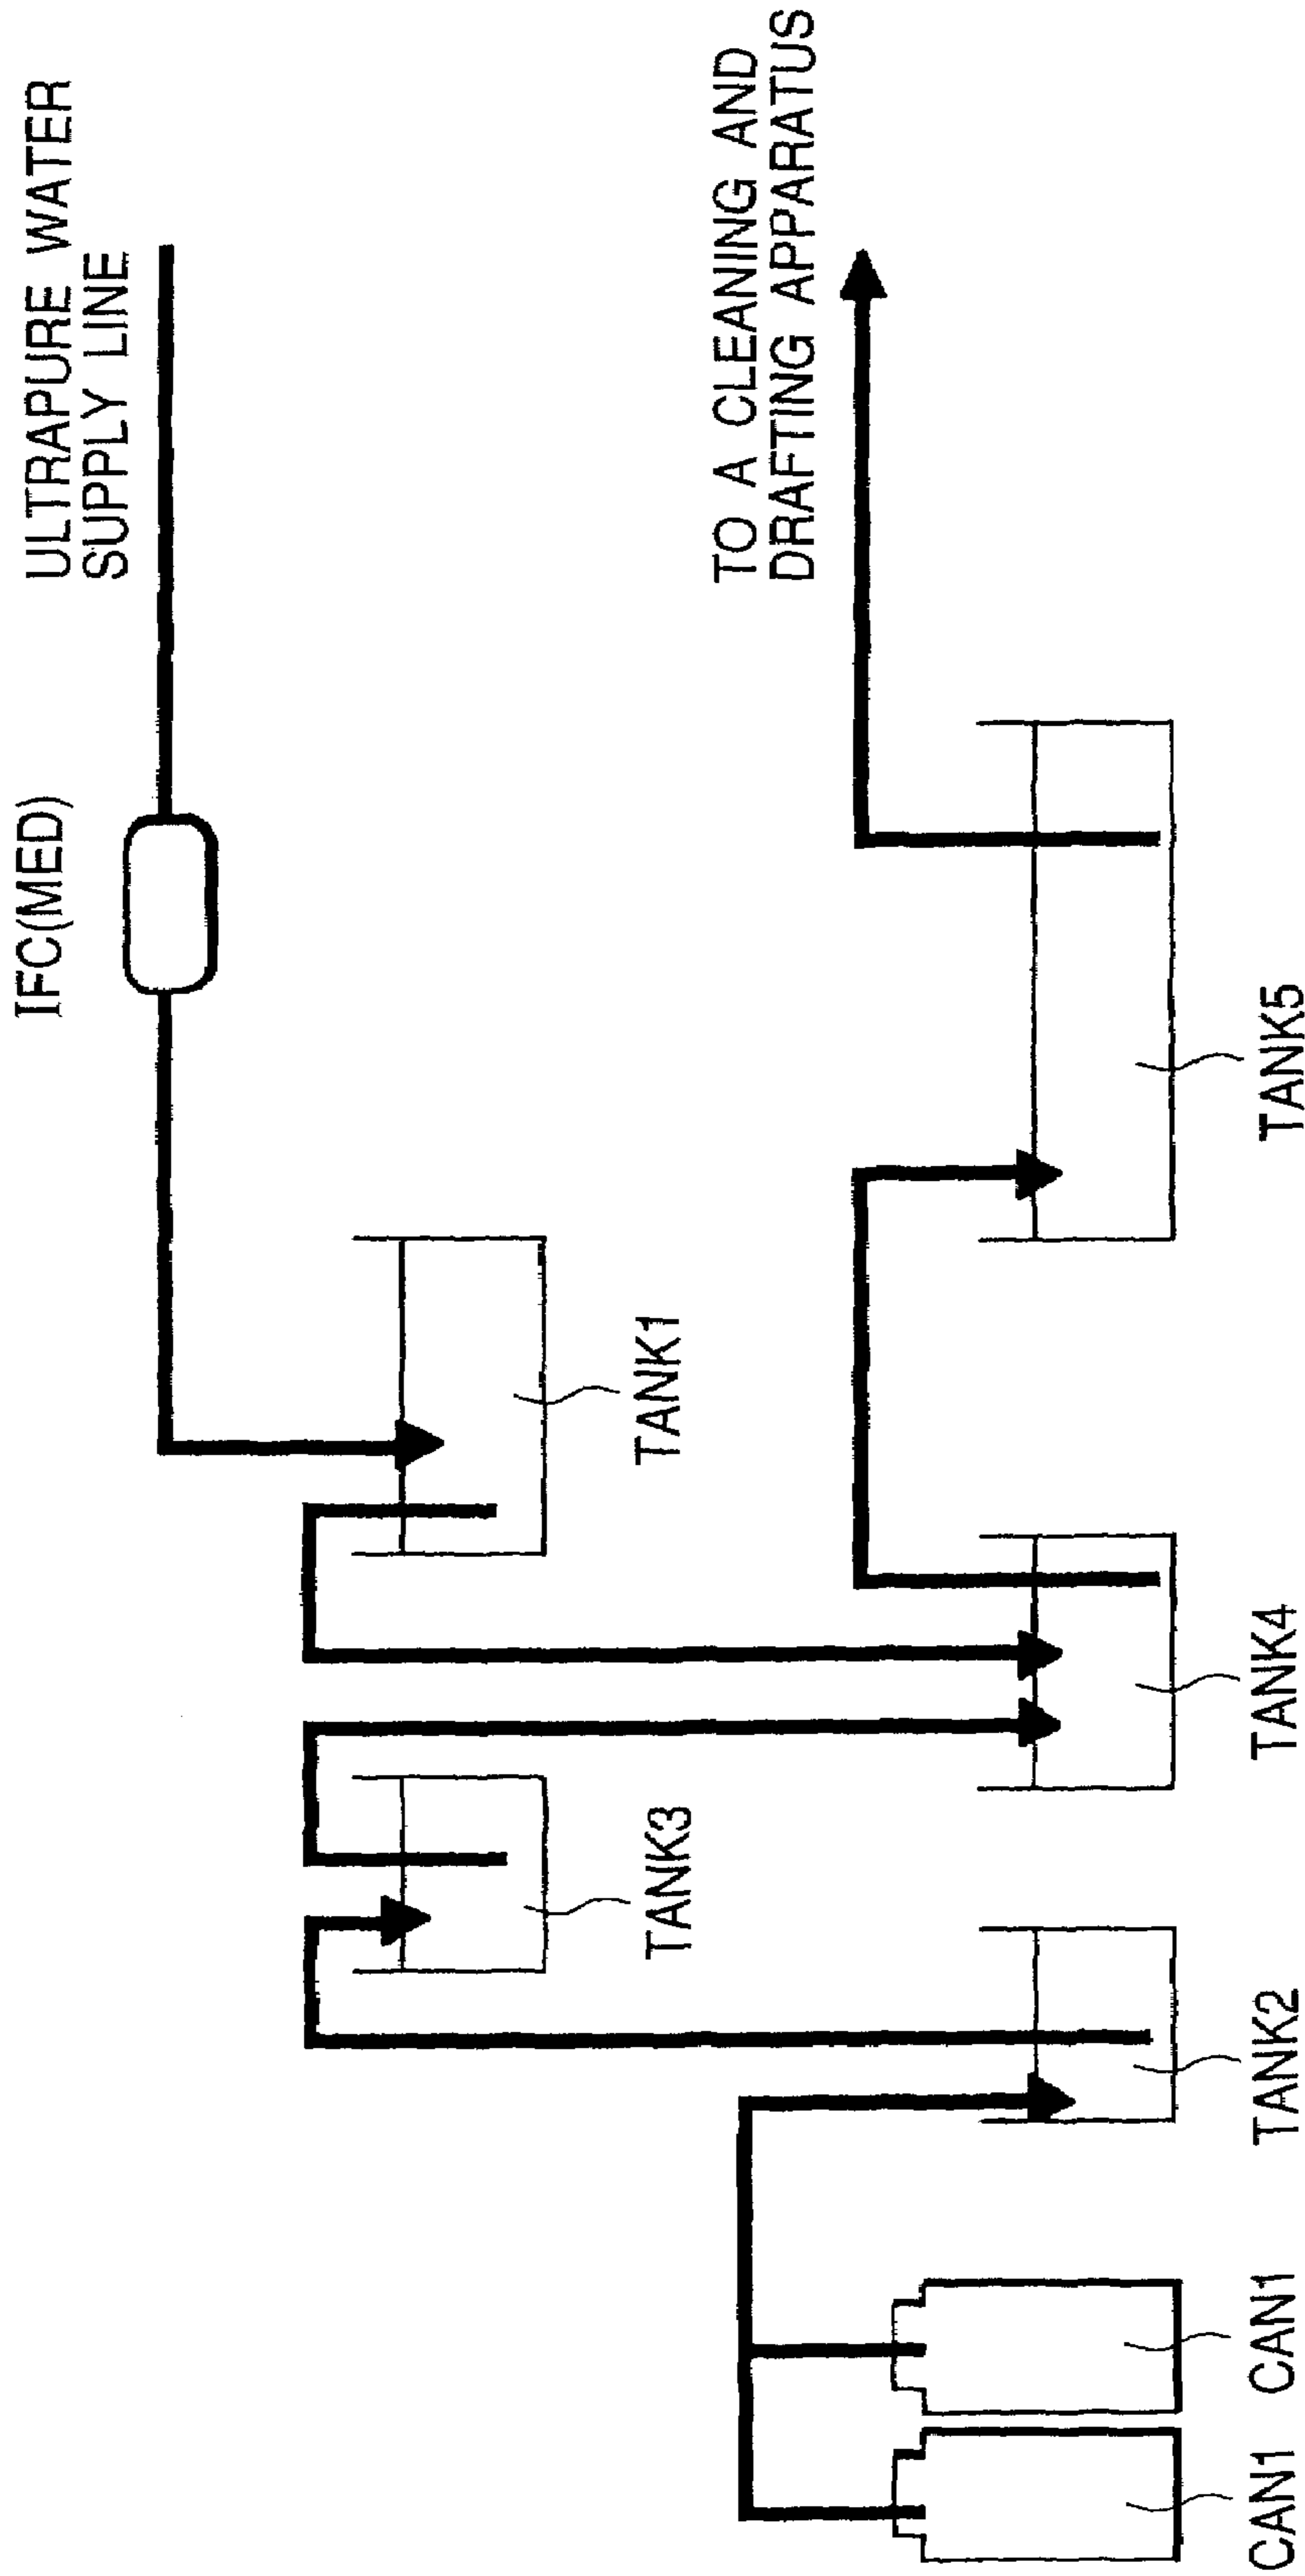 ULTRAPURE WATER
SUPPLY LINE
IFC(MED)
TANK1
TANK3
TO A CLEANING AND
DRAFTING APPARATUS
CAN1
CAN1
TANK2
TANK4
TANK5